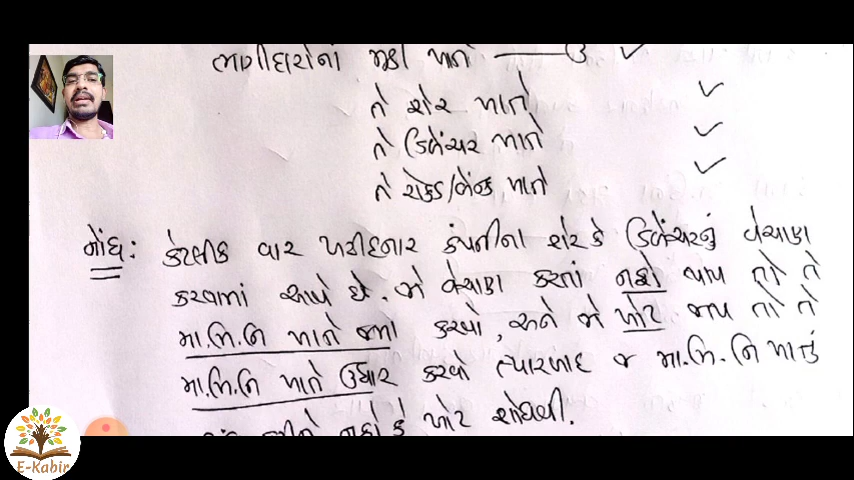 ભાગીદારોનાં મૂડી ખાતે ——— ઉ ✓
તે શેર ખાતે ✓
તે ડિબેંચર ખાતે ✓
તે રોકડ/બેન્ક ખાતે ✓
નોંધ: કેટલીક વાર ખરીદનાર કંપનીના શેર કે ડિબેંચરનું વેચાણ
કરવામાં આવે છે. જો વેચાણ કરતાં નફો થાય તો તે
મા.મિ.નિ ખાતે જમા કરવો, અને જો ખોટ જાય તો તે
મા.મિ.નિ ખાતે ઉધાર કરવો ત્યારબાદ જ મા.મિ.નિ ખાતું
નફો કે ખોટ શોધવી.
E-Kabir